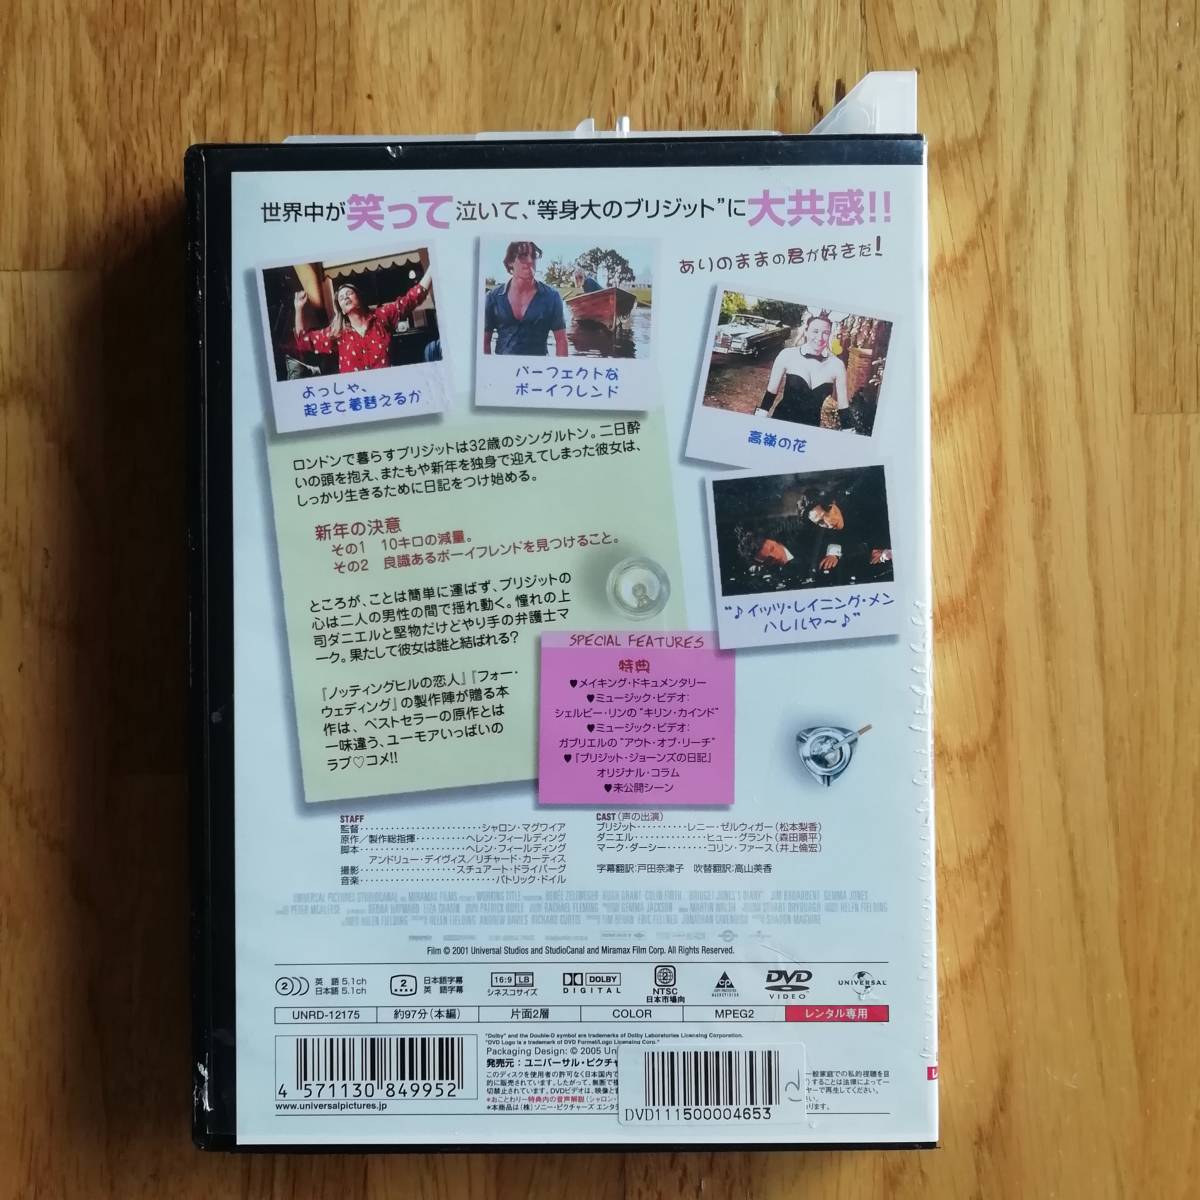 世界中が笑って泣いて、“等身大のブリジット”に大共感!!
ありのままの君が好きだ!
よっしゃ、
起きて着替えるか
パーフェクトな
ボーイフレンド
高嶺の花
“♪イッツ・レイニング・メン
ハレルヤ〜♪”
ロンドンで暮らすブリジットは32歳のシングルトン。二日酔
いの頭を抱え、またもや新年を独身で迎えてしまった彼女は、
しっかり生きるために日記をつけ始める。
新年の決意
その1 10キロの減量。
その2 良識あるボーイフレンドを見つけること。
ところが、ことは簡単に運ばず、ブリジットの
心は二人の男性の間で揺れ動く。憧れの上
司ダニエルと堅物だけどやり手の弁護士マ
ーク。果たして彼女は誰と結ばれる?
『ノッティングヒルの恋人』『フォー・
ウェディング』の製作陣が贈る本
作は、ベストセラーの原作とは
一味違う、ユーモアいっぱいの
ラブ♡コメ!!
SPECIAL FEATURES
特典
♥メイキング・ドキュメンタリー
♥ミュージック・ビデオ:
シェルビー・リンの“キリン・カインド”
♥ミュージック・ビデオ:
ガブリエルの“アウト・オブ・リーチ”
♥『ブリジット・ジョーンズの日記』
オリジナル・コラム
♥未公開シーン
STAFF
監督・・・シャロン・マグワイア
原作/製作総指揮・・・ヘレン・フィールディング
脚本・・・ヘレン・フィールディング
アンドリュー・デイヴィス/リチャード・カーティス
撮影・・・スチュアート・ドライバーグ
音楽・・・パトリック・ドイル
CAST(声の出演)
ブリジット・・・レニー・ゼルウィガー(松本梨香)
ダニエル・・・ヒュー・グラント(森田順平)
マーク・ダーシー・・・コリン・ファース(井上倫宏)
字幕翻訳:戸田奈津子 吹替翻訳:高山美香
Film © 2001 Universal Studios and StudioCanal and Miramax Film Corp. All Rights Reserved.
2 英語 5.1ch
日本語 5.1ch
2 日本語字幕
英語字幕
16:9 LB
シネスコサイズ
DOLBY
DIGITAL
2
NTSC
日本市場向
DVD
VIDEO
UNIVERSAL
UNRD-12175 約97分(本編) 片面2層 COLOR MPEG2 レンタル専用
4 571130 849952
www.universalpictures.jp
"Dolby" and the Double-D symbol are trademarks of Dolby Laboratories Licensing Corporation.
"DVD Logo is a trademark of DVD Format/Logo Licensing Corp."
Packaging Design: © 2005 Un
発売元:ユニバーサル・ピクチャ
DVD111500004653